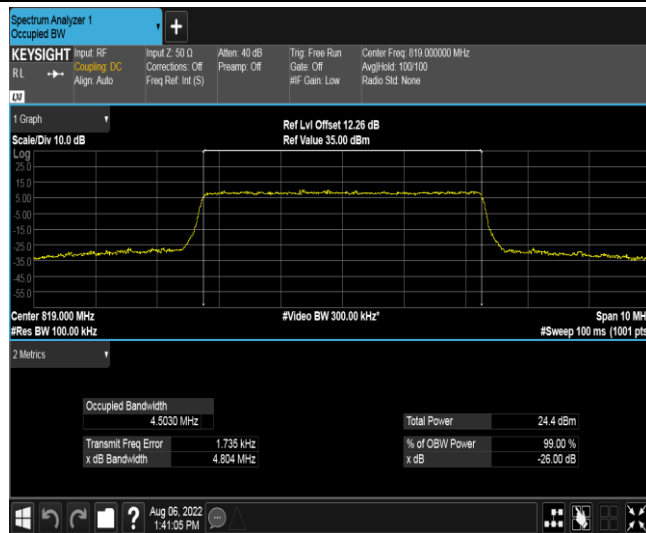 Spectrum Analyzer 1
Occupied BW
+
KEYSIGHT
RL
Input: RF
Coupling: DC
Align: Auto
Input Z: 50 Ω
Corrections: Off
Freq Ref: Int (S)
Atten: 40 dB
Preamp: Off
Trig: Free Run
Gate: Off
#IF Gain: Low
Center Freq: 819.000000 MHz
Avg|Hold: 100/100
Radio Std: None
LXI
1 Graph
Scale/Div 10.0 dB
Ref Lvl Offset 12.26 dB
Ref Value 35.00 dBm
Log
25.0
15.0
5.00
-5.00
-15.0
-25.0
-35.0
-45.0
-55.0
Center 819.000 MHz
#Res BW 100.00 kHz
#Video BW 300.00 kHz*
Span 10 MH
#Sweep 100 ms (1001 pts
2 Metrics
Occupied Bandwidth
4.5030 MHz
Transmit Freq Error 1.735 kHz
x dB Bandwidth 4.804 MHz
Total Power 24.4 dBm
% of OBW Power 99.00 %
x dB -26.00 dB
?
Aug 06, 2022
1:41:05 PM